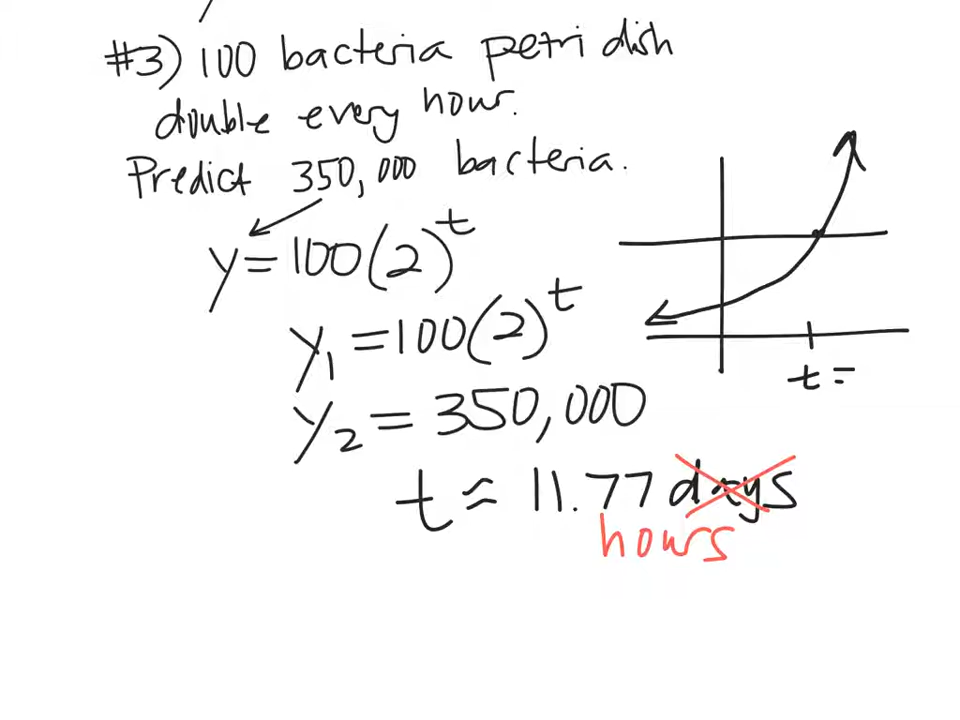 #3) 100 bacteria petri dish
double every hour.
Predict 350,000 bacteria.
y = 100(2)^t
y₁ = 100(2)^t
y₂ = 350,000
t ≈ 11.77 days
hours
t =